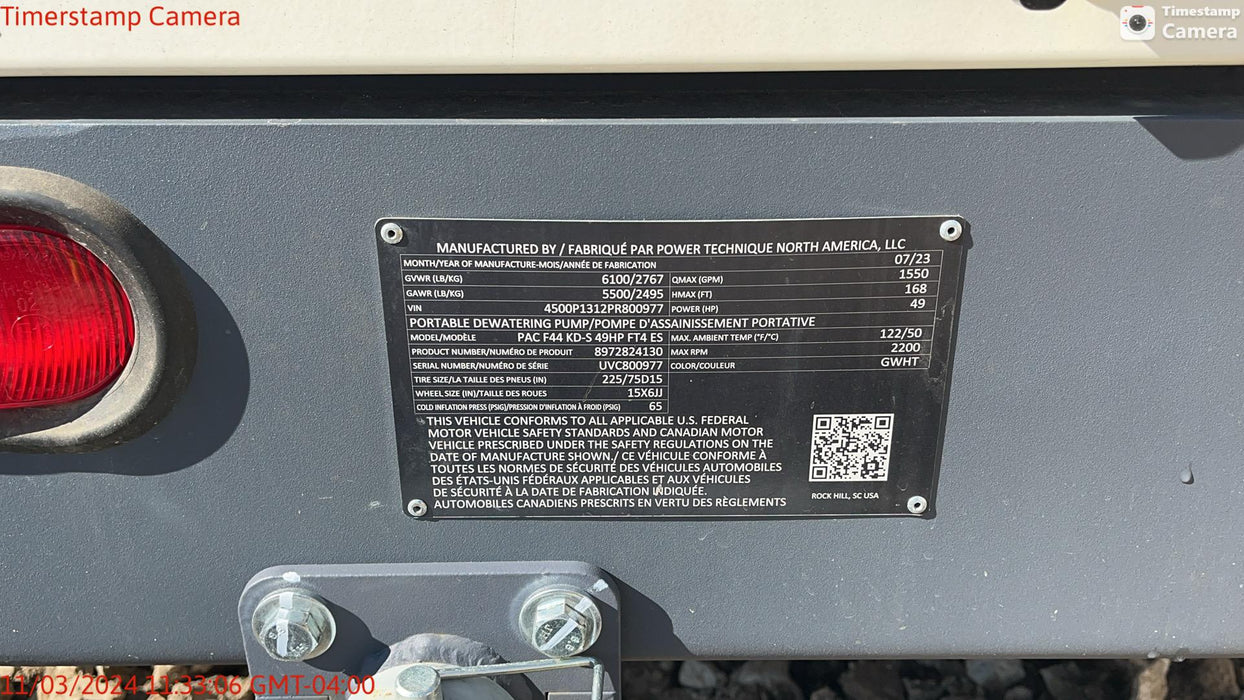 Timerstamp Camera
Timestamp
Camera
MANUFACTURED BY / FABRIQUÉ PAR POWER TECHNIQUE NORTH AMERICA, LLC
MONTH/YEAR OF MANUFACTURE-MOIS/ANNÉE DE FABRICATION 07/23
GVWR (LB/KG) 6100/2767 QMAX (GPM) 1550
GAWR (LB/KG) 5500/2495 HMAX (FT) 168
VIN 4500P1312PR800977 POWER (HP) 49
PORTABLE DEWATERING PUMP/POMPE D'ASSAINISSEMENT PORTATIVE
MODEL/MODÈLE PAC F44 KD-S 49HP FT4 ES MAX. AMBIENT TEMP (°F/°C) 122/50
PRODUCT NUMBER/NUMÉRO DE PRODUIT 8972824130 MAX RPM 2200
SERIAL NUMBER/NUMÉRO DE SÉRIE UVC800977 COLOR/COULEUR GWHT
TIRE SIZE/LA TAILLE DES PNEUS (IN) 225/75D15
WHEEL SIZE (IN)/TAILLE DES ROUES 15X6JJ
COLD INFLATION PRESS (PSIG)/PRESSION D'INFLATION À FROID (PSIG) 65
THIS VEHICLE CONFORMS TO ALL APPLICABLE U.S. FEDERAL
MOTOR VEHICLE SAFETY STANDARDS AND CANADIAN MOTOR
VEHICLE PRESCRIBED UNDER THE SAFETY REGULATIONS ON THE
DATE OF MANUFACTURE SHOWN./ CE VÉHICULE CONFORME À
TOUTES LES NORMES DE SÉCURITÉ DES VÉHICULES AUTOMOBILES
DES ÉTATS-UNIS FÉDÉRAUX APPLICABLES ET AUX VÉHICULES
DE SÉCURITÉ À LA DATE DE FABRICATION INDIQUÉE.
AUTOMOBILES CANADIENS PRESCRITS EN VERTU DES RÈGLEMENTS
ROCK HILL, SC USA
11/03/2024 11:33:06 GMT-04:00